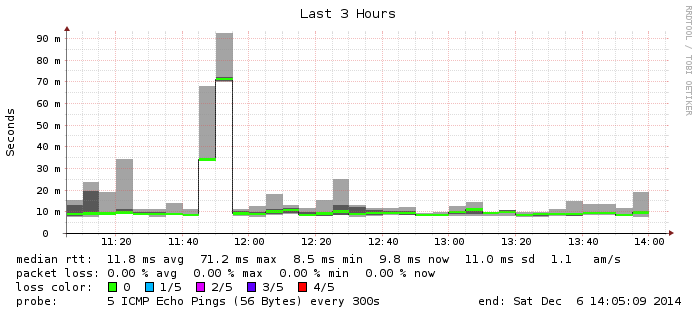 Last 3 Hours
RRDTOOL / TOBI OETIKER
Seconds
90 m
80 m
70 m
60 m
50 m
40 m
30 m
20 m
10 m
0
11:20 11:40 12:00 12:20 12:40 13:00 13:20 13:40 14:00
median rtt: 11.8 ms avg 71.2 ms max 8.5 ms min 9.8 ms now 11.0 ms sd 1.1 am/s
packet loss: 0.00 % avg 0.00 % max 0.00 % min 0.00 % now
loss color: 0 1/5 2/5 3/5 4/5
probe: 5 ICMP Echo Pings (56 Bytes) every 300s end: Sat Dec 6 14:05:09 2014